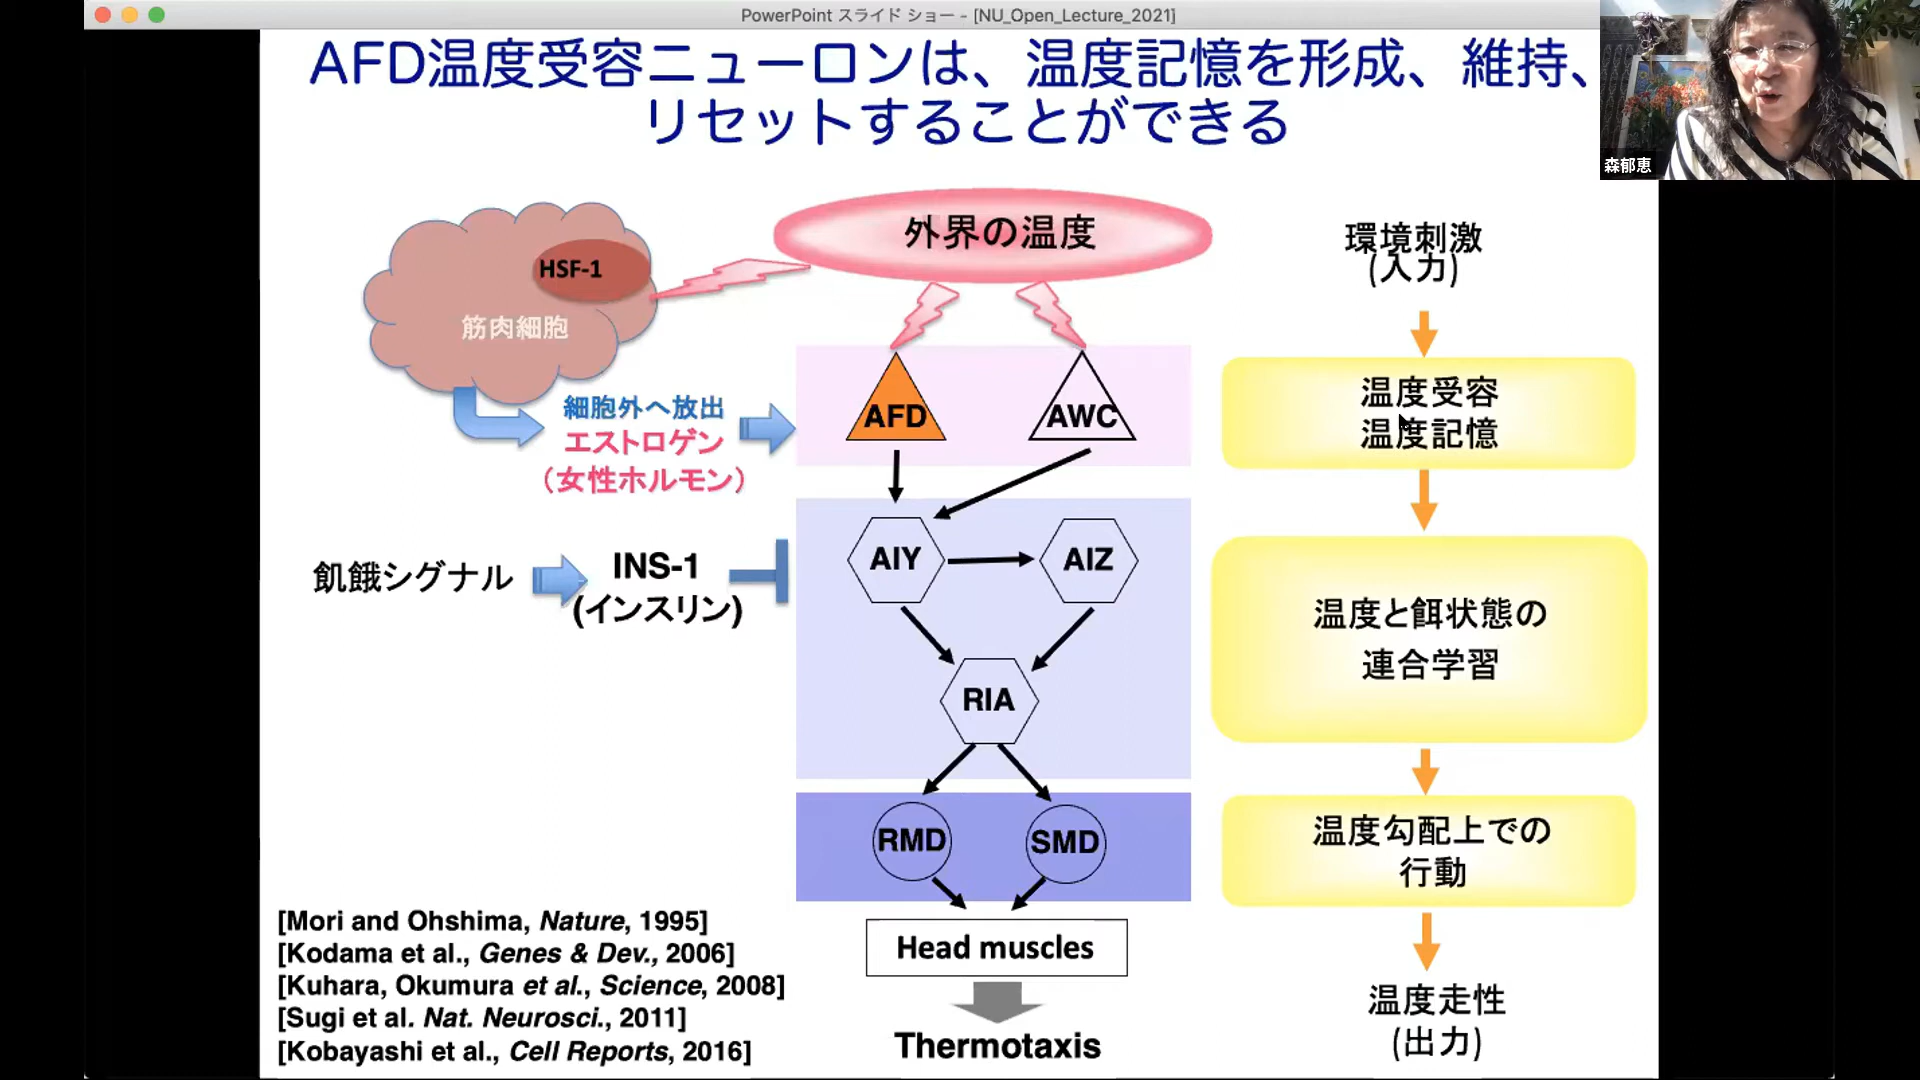 PowerPoint スライド ショー - [NU_Open_Lecture_2021]
AFD温度受容ニューロンは、温度記憶を形成、維持、
リセットすることができる
森郁恵
外界の温度
HSF-1
筋肉細胞
細胞外へ放出
エストロゲン
（女性ホルモン）
AFD
AWC
飢餓シグナル
INS-1
(インスリン)
AIY
AIZ
RIA
RMD
SMD
Head muscles
Thermotaxis
環境刺激
(入力)
温度受容
温度記憶
温度と餌状態の
連合学習
温度勾配上での
行動
温度走性
(出力)
[Mori and Ohshima, Nature, 1995]
[Kodama et al., Genes & Dev., 2006]
[Kuhara, Okumura et al., Science, 2008]
[Sugi et al. Nat. Neurosci., 2011]
[Kobayashi et al., Cell Reports, 2016]